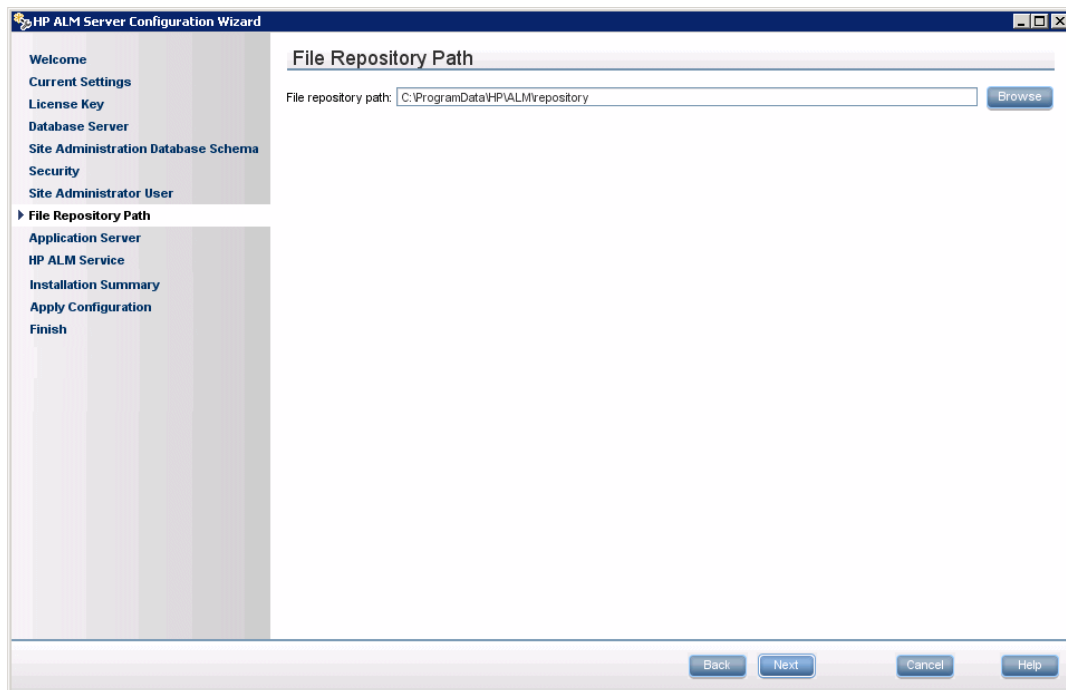 HP ALM Server Configuration Wizard
Welcome
Current Settings
License Key
Database Server
Site Administration Database Schema
Security
Site Administrator User
File Repository Path
Application Server
HP ALM Service
Installation Summary
Apply Configuration
Finish
File Repository Path
File repository path: C:\ProgramData\HP\ALM\repository Browse
Back Next Cancel Help